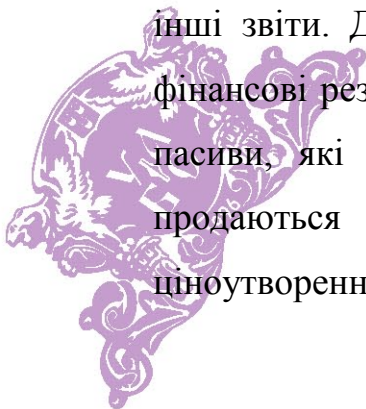 інші звіти. Д
фінансові рез
пасиви, які
продаються
ціноутворенн